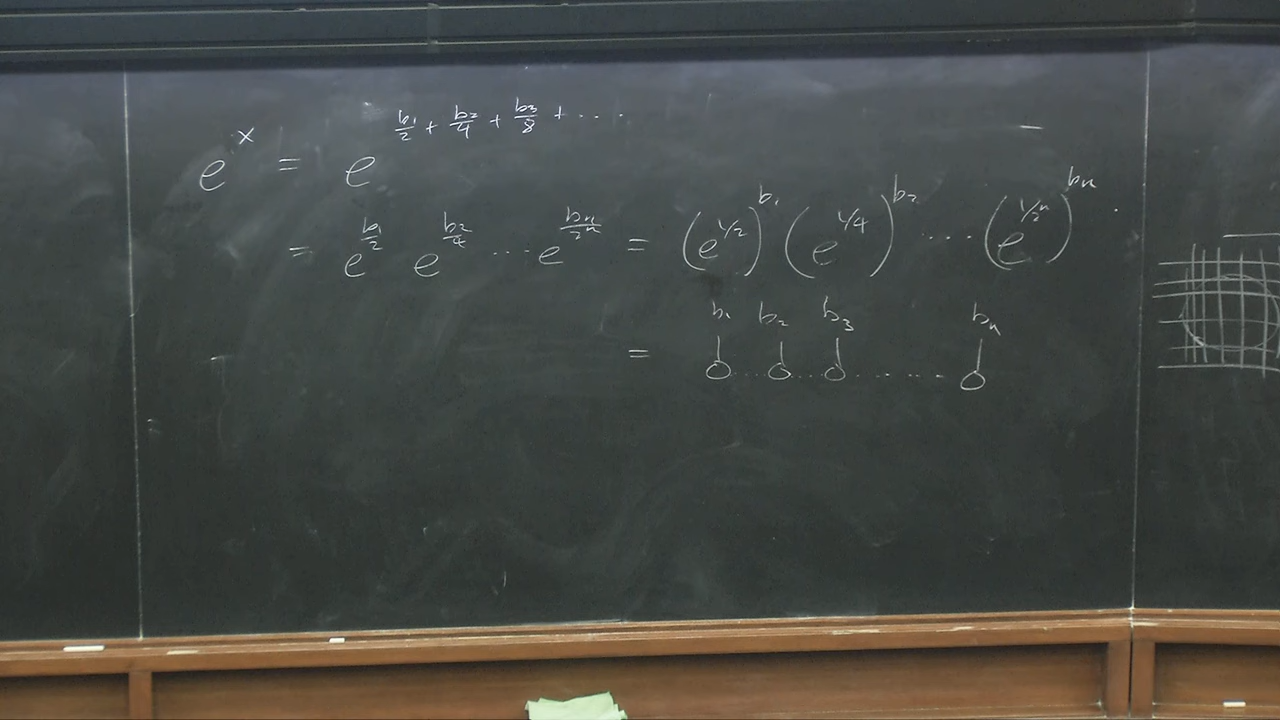 e^x = e^{b₁/2 + b₂/4 + b₃/8 + ...}
= e^{b₁/2} e^{b₂/4} ... e^{bₙ/2ⁿ} = (e^{1/2})^{b₁} (e^{1/4})^{b₂} ... (e^{1/2ⁿ})^{bₙ}
b₁ b₂ b₃ bₙ
=